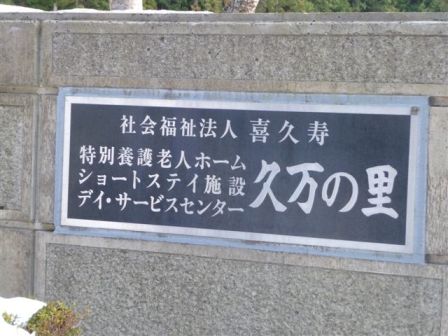 社会福祉法人 喜久寿
特別養護老人ホーム
ショートステイ施設
デイ・サービスセンター
久万の里